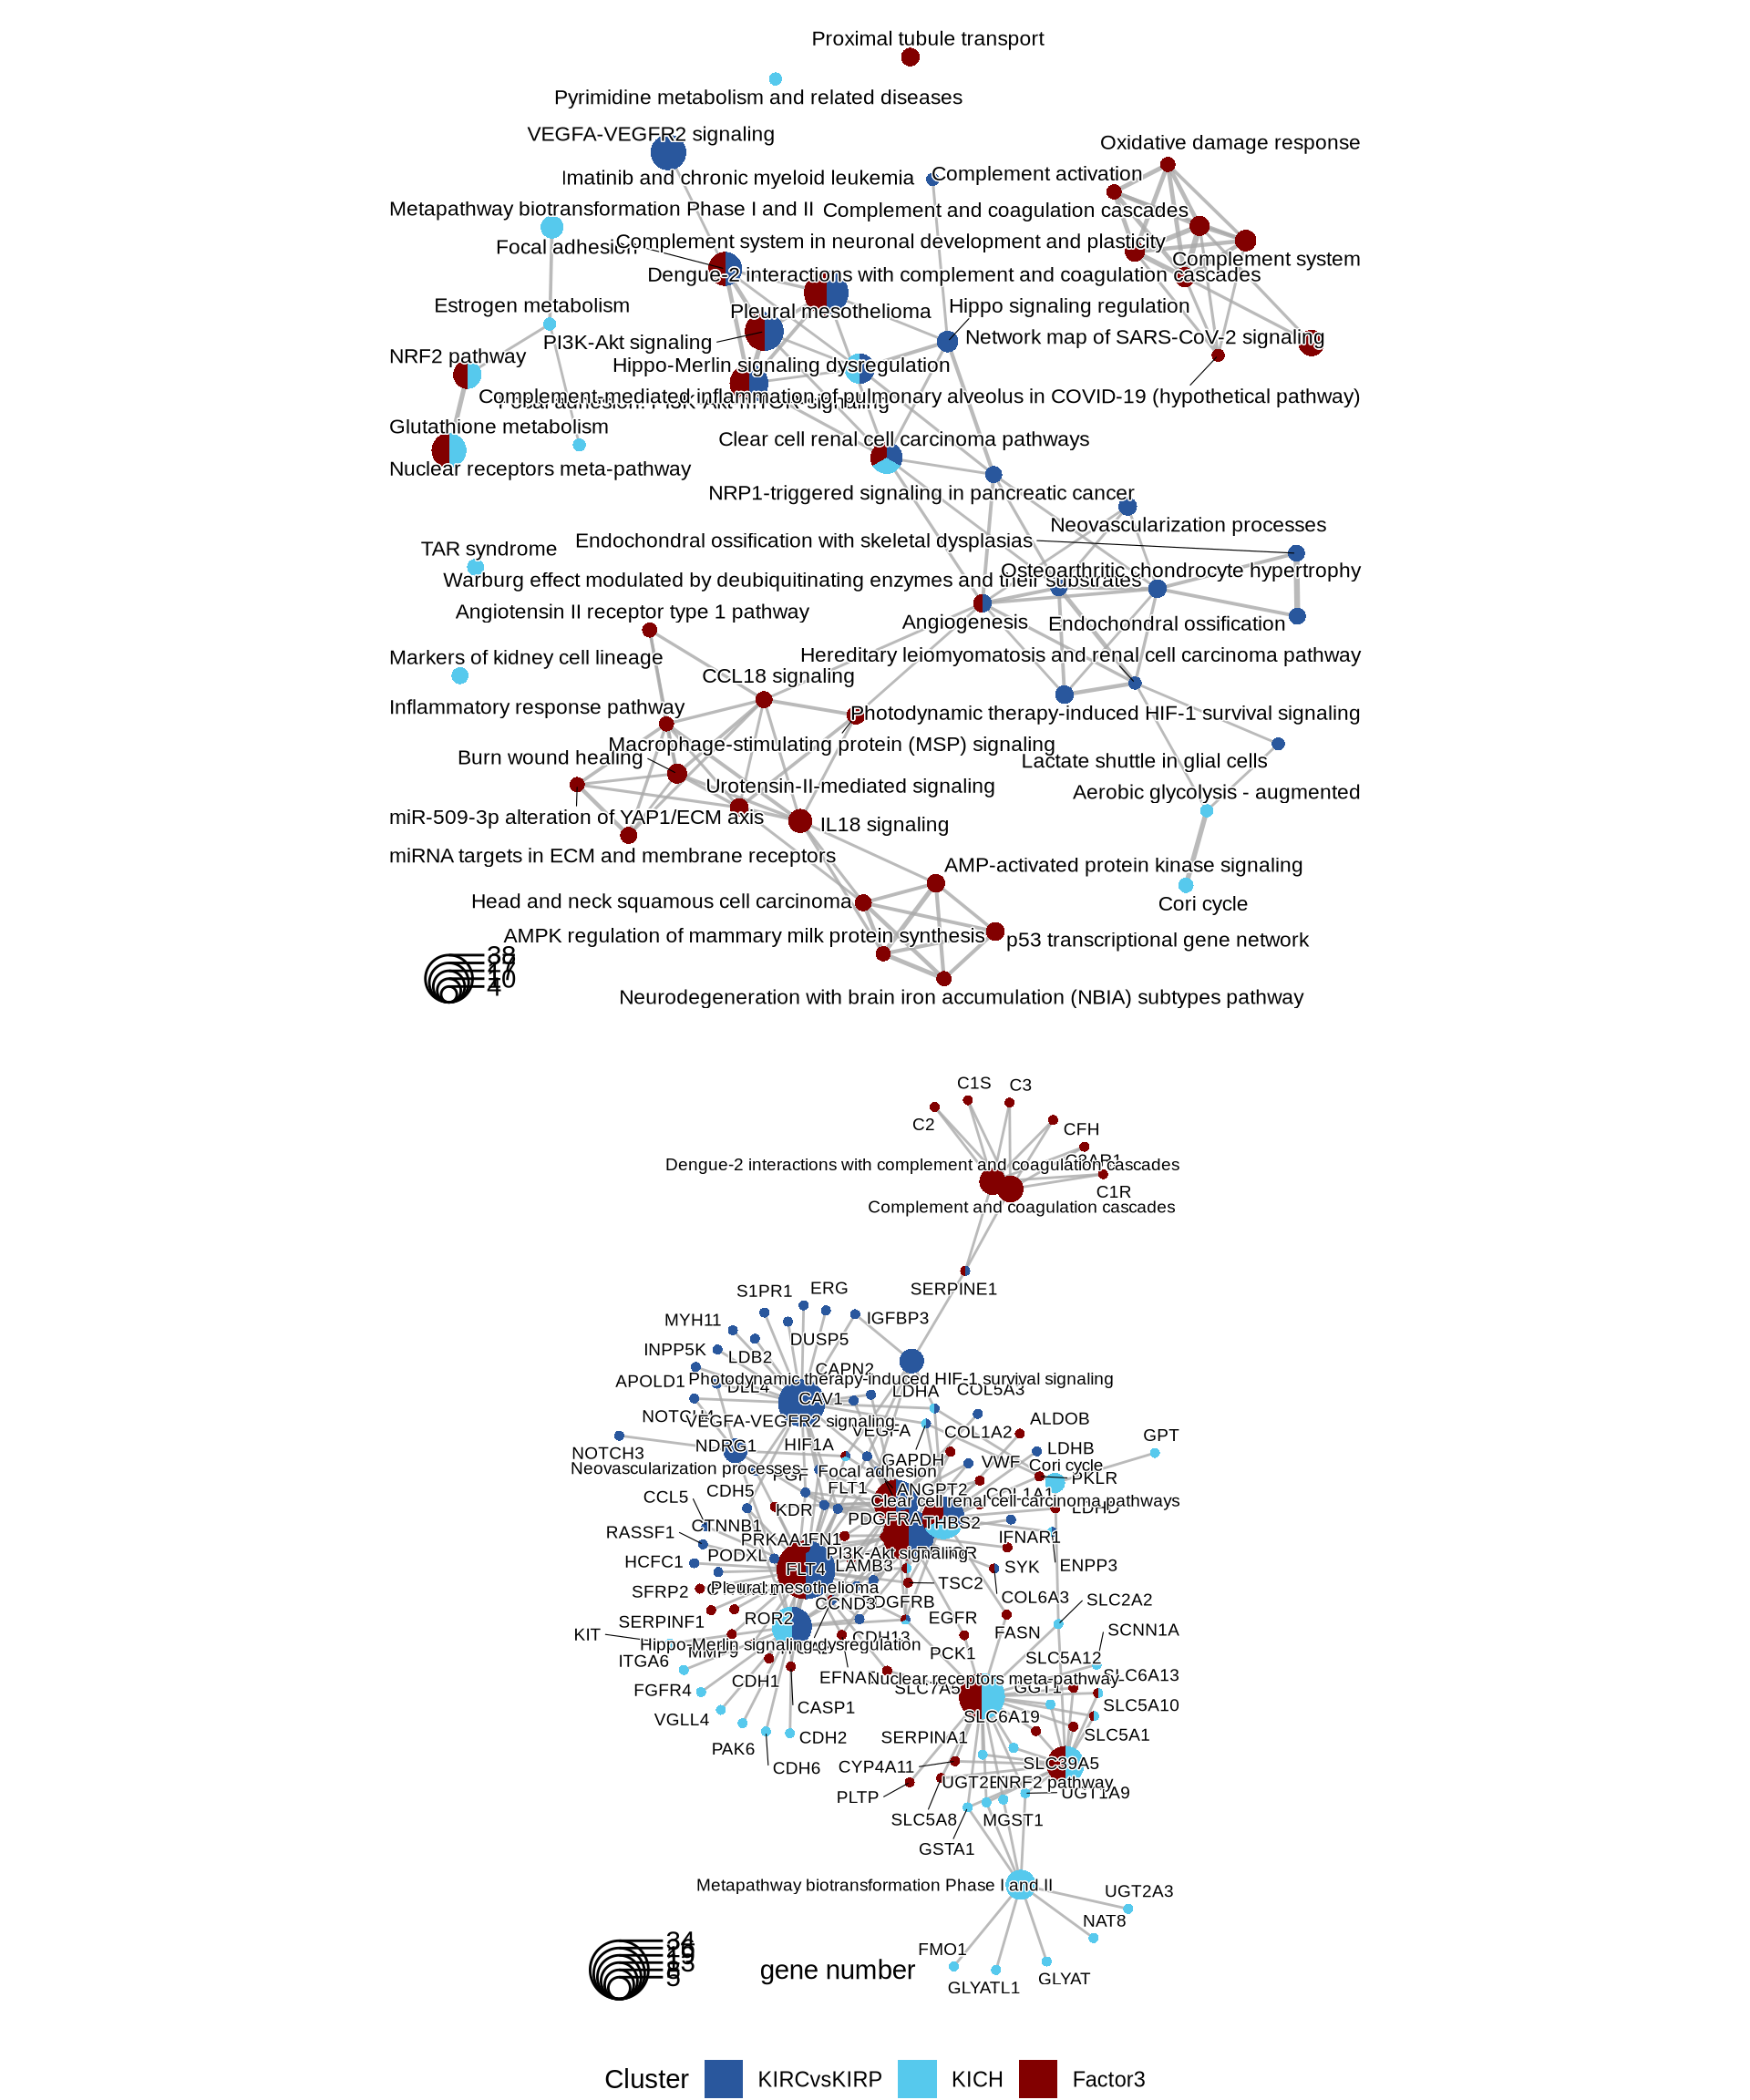 Proximal tubule transport
Pyrimidine metabolism and related diseases
VEGFA-VEGFR2 signaling
Oxidative damage response
Imatinib and chronic myeloid leukemia
Complement activation
Metapathway biotransformation Phase I and II
Complement and coagulation cascades
Focal adhesion
Complement system in neuronal development and plasticity
Complement system
Dengue-2 interactions with complement and coagulation cascades
Estrogen metabolism
Pleural mesothelioma
Hippo signaling regulation
PI3K-Akt signaling
Network map of SARS-CoV-2 signaling
NRF2 pathway
Hippo-Merlin signaling dysregulation
Complement-mediated inflammation of pulmonary alveolus in COVID-19 (hypothetical pathway)
Focal adhesion: PI3K-Akt-mTOR-signaling
Glutathione metabolism
Clear cell renal cell carcinoma pathways
Nuclear receptors meta-pathway
NRP1-triggered signaling in pancreatic cancer
Neovascularization processes
Endochondral ossification with skeletal dysplasias
TAR syndrome
Osteoarthritic chondrocyte hypertrophy
Warburg effect modulated by deubiquitinating enzymes and their substrates
Angiotensin II receptor type 1 pathway
Angiogenesis
Endochondral ossification
Markers of kidney cell lineage
Hereditary leiomyomatosis and renal cell carcinoma pathway
CCL18 signaling
Inflammatory response pathway
Photodynamic therapy-induced HIF-1 survival signaling
Macrophage-stimulating protein (MSP) signaling
Burn wound healing
Lactate shuttle in glial cells
Urotensin-II-mediated signaling
Aerobic glycolysis - augmented
miR-509-3p alteration of YAP1/ECM axis
IL18 signaling
miRNA targets in ECM and membrane receptors
AMP-activated protein kinase signaling
Head and neck squamous cell carcinoma
Cori cycle
AMPK regulation of mammary milk protein synthesis
p53 transcriptional gene network
38
17
10
4
Neurodegeneration with brain iron accumulation (NBIA) subtypes pathway
C1S
C3
C2
CFH
C3AR1
Dengue-2 interactions with complement and coagulation cascades
C1R
Complement and coagulation cascades
SERPINE1
S1PR1
ERG
IGFBP3
MYH11
DUSP5
INPP5K
LDB2
CAPN2
APOLD1
DLL4
Photodynamic therapy-induced HIF-1 survival signaling
CAV1
LDHA
COL5A3
NOTCH4
VEGFA-VEGFR2 signaling
VEGFA
ALDOB
COL1A2
GPT
NOTCH3
NDRG1
HIF1A
LDHB
GAPDH
VWF
Cori cycle
Neovascularization processes
PGF
Focal adhesion
PKLR
CCL5
CDH5
FLT1
ANGPT2
COL1A1
Clear cell renal cell carcinoma pathways
KDR
LDHD
PDGFRA
THBS2
CTNNB1
RASSF1
PRKAA1
FN1
IFNAR1
PODXL
PI3K-Akt signaling
HCFC1
FLT4
LAMB3
SYK
ENPP3
SFRP2
Pleural mesothelioma
TSC2
COL6A3
SLC2A2
CCND3
PDGFRB
SERPINF1
ROR2
EGFR
FASN
SCNN1A
KIT
CDH13
Hippo-Merlin signaling dysregulation
MMP9
PCK1
SLC5A12
ITGA6
SLC6A13
CDH1
Nuclear receptors meta-pathway
SLC7A5
GGT1
FGFR4
CASP1
SLC5A10
VGLL4
SLC6A19
SLC5A1
CDH2
SERPINA1
PAK6
CDH6
CYP4A11
SLC39A5
NRF2 pathway
PLTP
UGT1A9
SLC5A8
MGST1
GSTA1
Metapathway biotransformation Phase I and II
UGT2A3
NAT8
34
5
gene number
FMO1
GLYATL1
GLYAT
Cluster
KIRCvsKIRP
KICH
Factor3